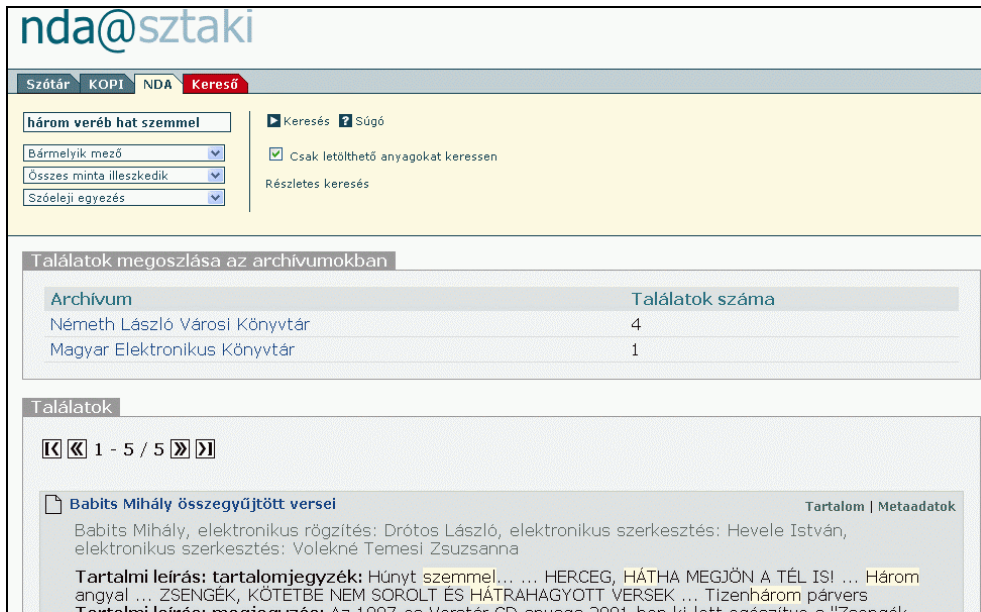 nda@sztaki
Szótár KOPI NDA Kereső
három veréb hat szemmel
Keresés ? Súgó
Bármelyik mező
Csak letölthető anyagokat keressen
Összes minta illeszkedik
Részletes keresés
Szóeleji egyezés
Találatok megoszlása az archívumokban
Archívum Találatok száma
Németh László Városi Könyvtár 4
Magyar Elektronikus Könyvtár 1
Találatok
1 - 5 / 5
Babits Mihály összegyűjtött versei Tartalom | Metaadatok
Babits Mihály, elektronikus rögzítés: Drótos László, elektronikus szerkesztés: Hevele István,
elektronikus szerkesztés: Volekné Temesi Zsuzsanna
Tartalmi leírás: tartalomjegyzék: Húnyt szemmel... ... HERCEG, HÁTHA MEGJÖN A TÉL IS! ... Három
angyal ... ZSENGÉK, KÖTETBE NEM SOROLT ÉS HÁTRAHAGYOTT VERSEK ... Tizenhárom párvers